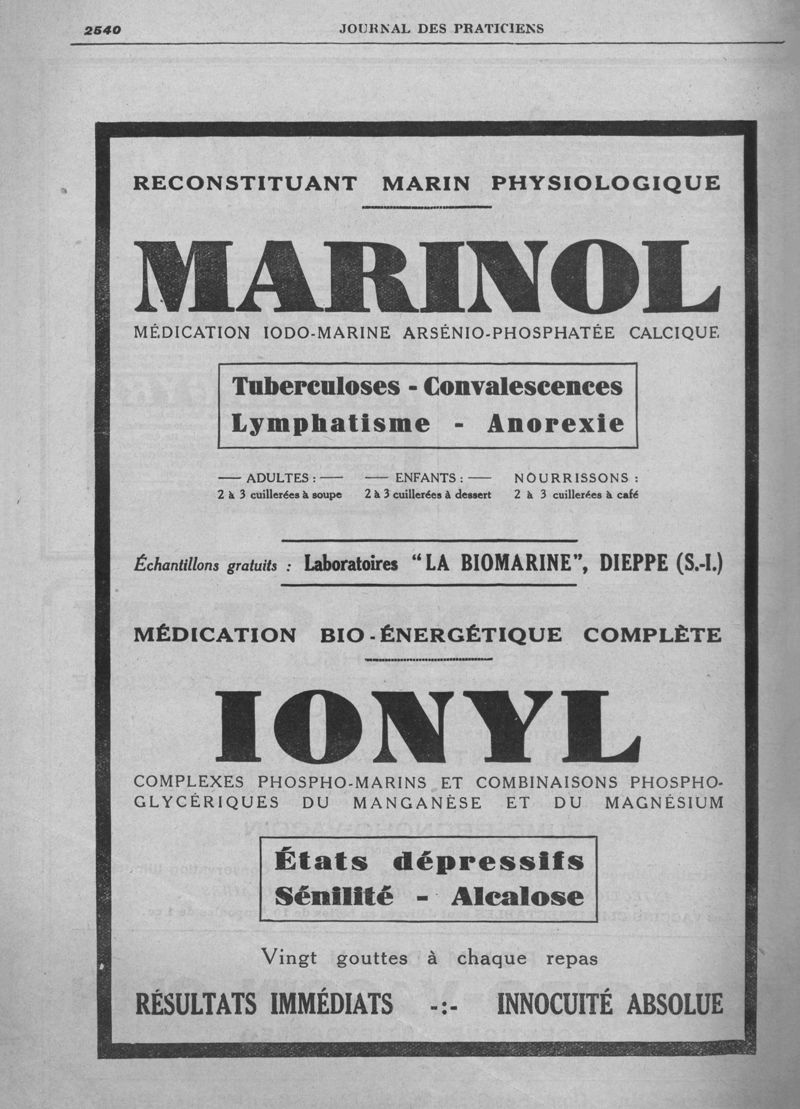 2540
JOURNAL DES PRATICIENS
RECONSTITUANT MARIN PHYSIOLOGIQUE
MARINOL
MÉDICATION IODO-MARINE ARSÉNIO-PHOSPHATÉE CALCIQUE
Tuberculoses - Convalescences
Lymphatisme - Anorexie
— ADULTES : — — ENFANTS : — NOURRISSONS :
2 à 3 cuillerées à soupe 2 à 3 cuillerées à dessert 2 à 3 cuillerées à café
Échantillons gratuits : Laboratoires "LA BIOMARINE", DIEPPE (S.-I.)
MÉDICATION BIO-ÉNERGÉTIQUE COMPLÈTE
IONYL
COMPLEXES PHOSPHO-MARINS ET COMBINAISONS PHOSPHO-
GLYCÉRIQUES DU MANGANÈSE ET DU MAGNÉSIUM
États dépressifs
Sénilité - Alcalose
Vingt gouttes à chaque repas
RÉSULTATS IMMÉDIATS -:- INNOCUITÉ ABSOLUE